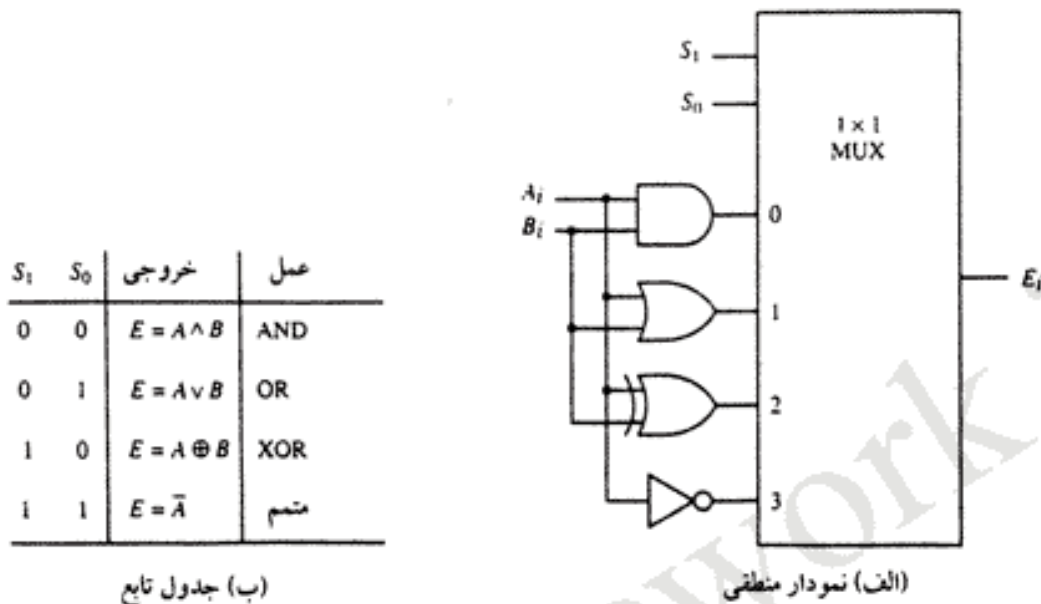 S₁
S₀
1 × 1
MUX
Aᵢ
Bᵢ
0
1
2
3
Eᵢ
(الف) نمودار منطقی
S₁ S₀ خروجی عمل
0 0 E = A ∧ B AND
0 1 E = A ∨ B OR
1 0 E = A ⊕ B XOR
1 1 E = Ā متمم
(ب) جدول تابع
work